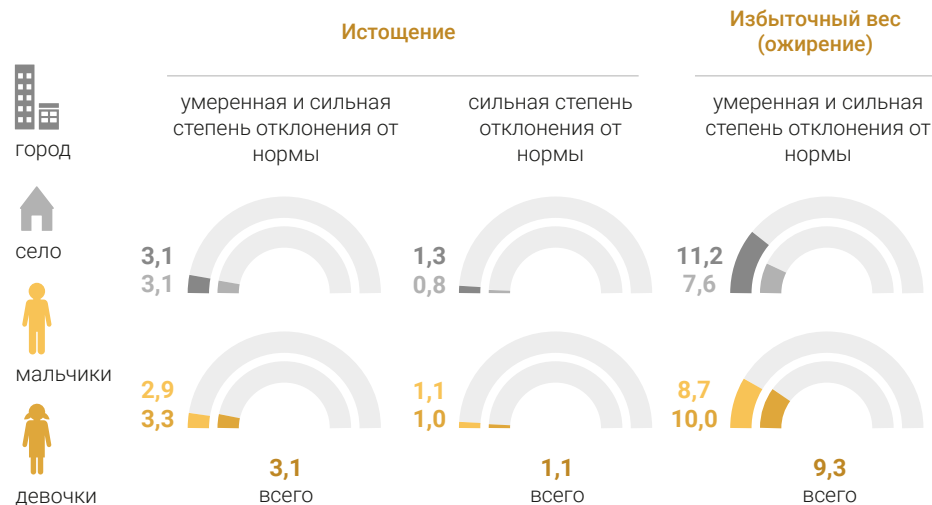 Истощение
Избыточный вес
(ожирение)
умеренная и сильная
степень отклонения от
нормы
сильная степень
отклонения от
нормы
умеренная и сильная
степень отклонения от
нормы
город
село
мальчики
девочки
3,1
3,1
1,3
0,8
11,2
7,6
2,9
3,3
1,1
1,0
8,7
10,0
3,1
всего
1,1
всего
9,3
всего